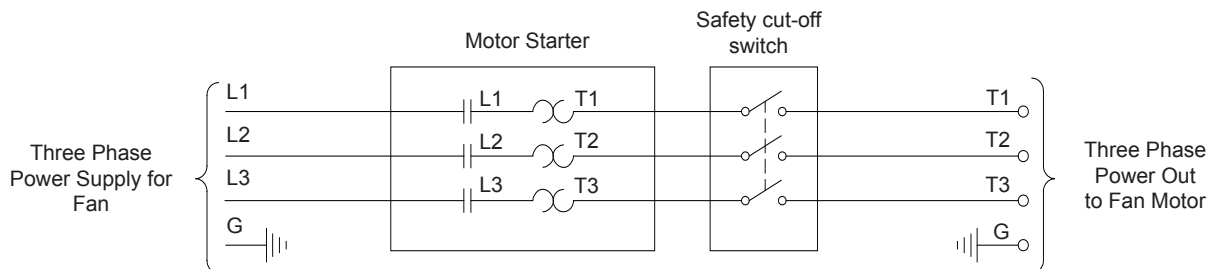 Safety cut-off
switch
Motor Starter
L1
L1
T1
T1
L2
L2
T2
T2
Three Phase
Power Supply for
Fan
Three Phase
Power Out
to Fan Motor
L3
L3
T3
T3
G
G